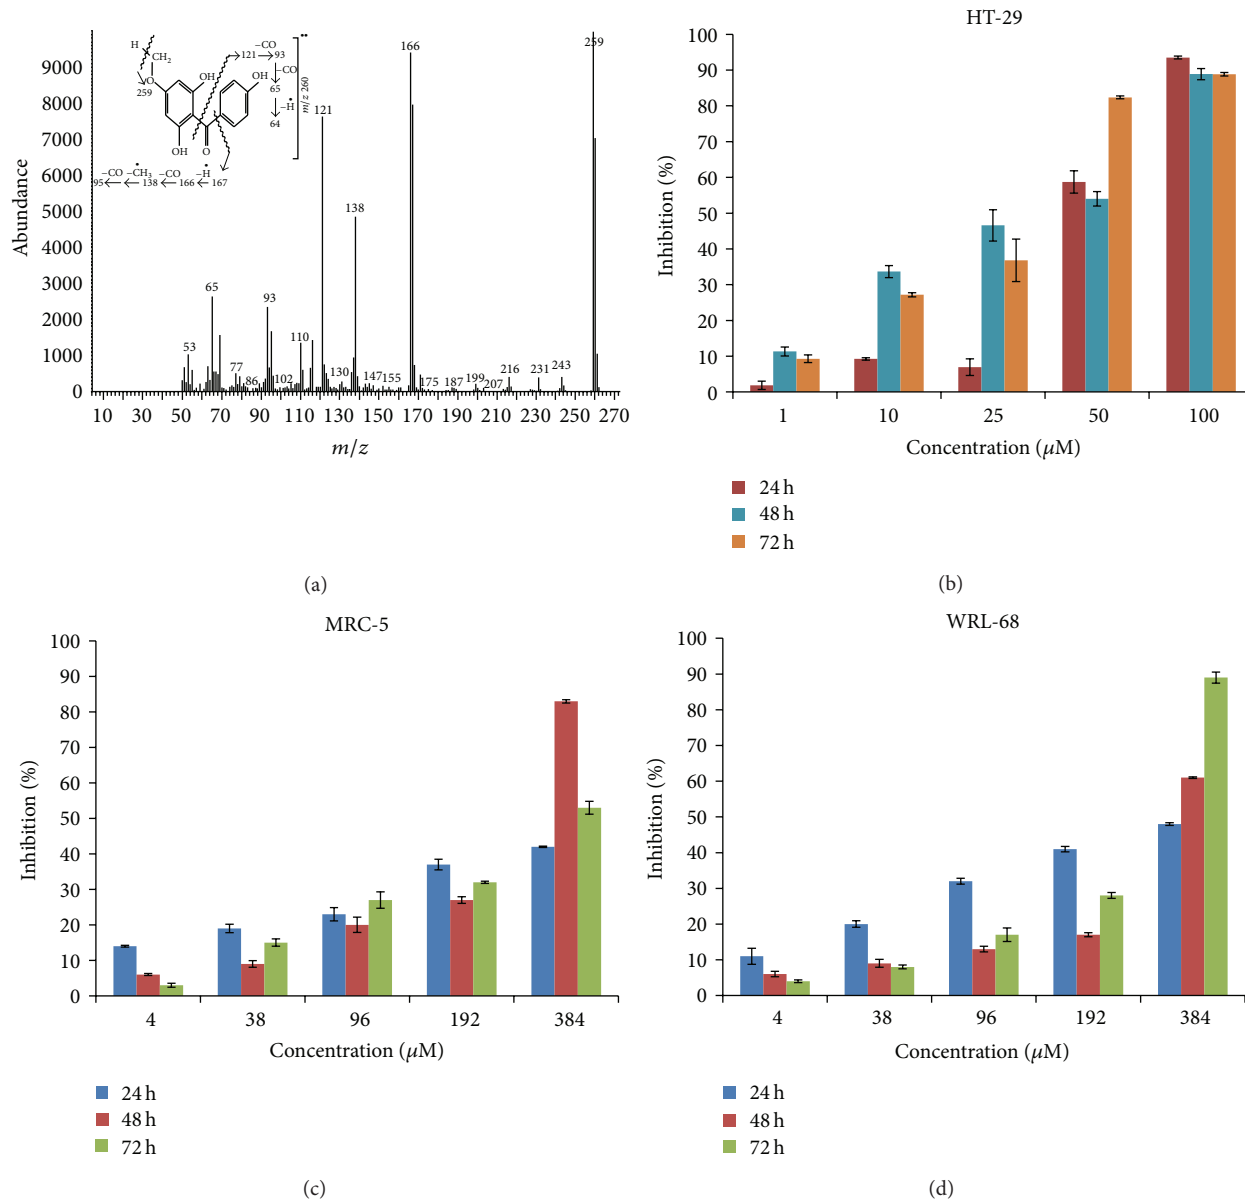 9000
8000
7000
6000
5000
4000
3000
2000
1000
0
Abundance
10 30 50 70 90 110 130 150 170 190 210 230 250 270
m/z
53
65
77
86
93
102
110
121
130
138
147
155
166
175
187
199
207
216
231
243
259
H
CH₂
O
259
OH
OH
OH
O
121 −CO 93
−CO
65
−H•
64
m/z 260
••
95 −CO −CH₃• 138 −CO 166 −H• 167
(a)
HT-29
100
90
80
70
60
50
40
30
20
10
0
Inhibition (%)
1 10 25 50 100
Concentration (μM)
24 h
48 h
72 h
(b)
MRC-5
100
90
80
70
60
50
40
30
20
10
0
Inhibition (%)
4 38 96 192 384
Concentration (μM)
24 h
48 h
72 h
(c)
WRL-68
100
90
80
70
60
50
40
30
20
10
0
Inhibition (%)
4 38 96 192 384
Concentration (μM)
24 h
48 h
72 h
(d)